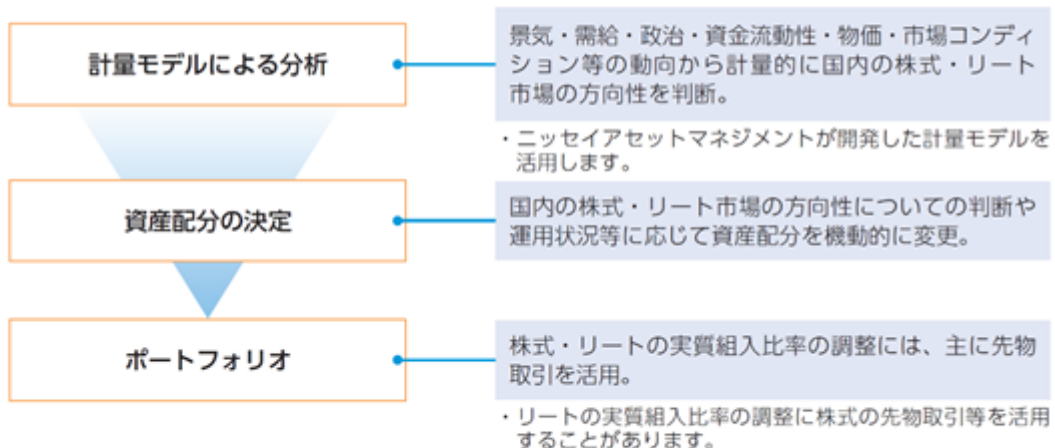 計量モデルによる分析
景気・需給・政治・資金流動性・物価・市場コンディ
ション等の動向から計量的に国内の株式・リート
市場の方向性を判断。
・ニッセイアセットマネジメントが開発した計量モデルを
活用します。
資産配分の決定
国内の株式・リート市場の方向性についての判断や
運用状況等に応じて資産配分を機動的に変更。
ポートフォリオ
株式・リートの実質組入比率の調整には、主に先物
取引を活用。
・リートの実質組入比率の調整に株式の先物取引等を活用
することがあります。